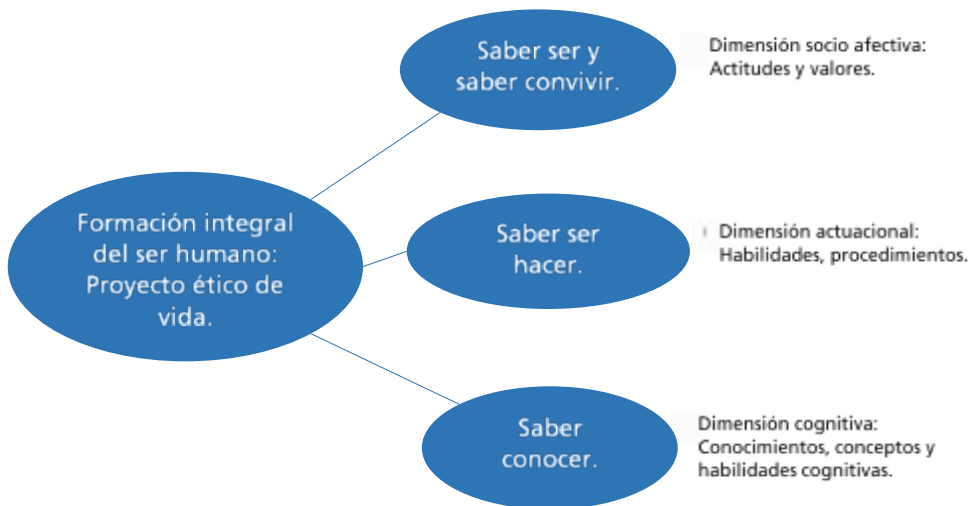 Saber ser y
saber convivir.
Dimensión socio afectiva:
Actitudes y valores.
Formación integral
del ser humano:
Proyecto ético de
vida.
Saber ser
hacer.
Dimensión actuacional:
Habilidades, procedimientos.
Saber
conocer.
Dimensión cognitiva:
Conocimientos, conceptos y
habilidades cognitivas.